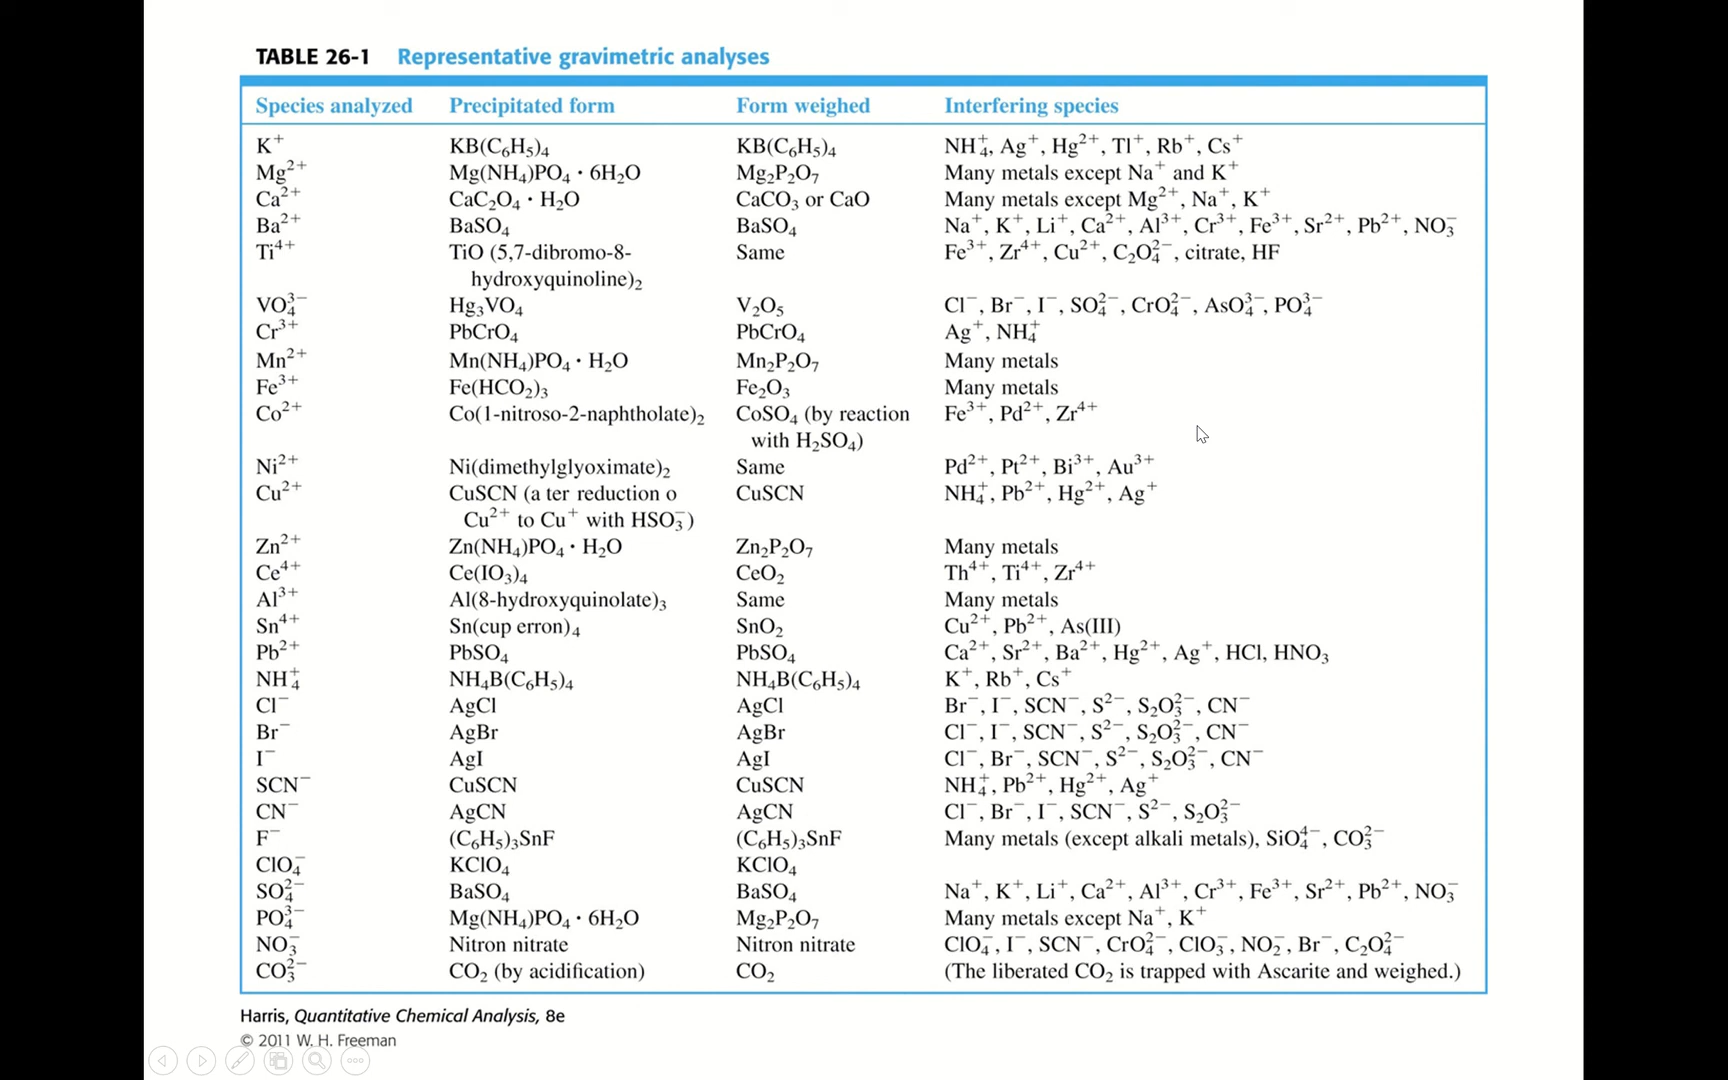 TABLE 26-1 Representative gravimetric analyses
Species analyzed Precipitated form Form weighed Interfering species
K⁺ KB(C₆H₅)₄ KB(C₆H₅)₄ NH₄⁺, Ag⁺, Hg²⁺, Tl⁺, Rb⁺, Cs⁺
Mg²⁺ Mg(NH₄)PO₄ · 6H₂O Mg₂P₂O₇ Many metals except Na⁺ and K⁺
Ca²⁺ CaC₂O₄ · H₂O CaCO₃ or CaO Many metals except Mg²⁺, Na⁺, K⁺
Ba²⁺ BaSO₄ BaSO₄ Na⁺, K⁺, Li⁺, Ca²⁺, Al³⁺, Cr³⁺, Fe³⁺, Sr²⁺, Pb²⁺, NO₃⁻
Ti⁴⁺ TiO (5,7-dibromo-8- Same Fe³⁺, Zr⁴⁺, Cu²⁺, C₂O₄²⁻, citrate, HF
hydroxyquinoline)₂
VO₄³⁻ Hg₃VO₄ V₂O₅ Cl⁻, Br⁻, I⁻, SO₄²⁻, CrO₄²⁻, AsO₄³⁻, PO₄³⁻
Cr³⁺ PbCrO₄ PbCrO₄ Ag⁺, NH₄⁺
Mn²⁺ Mn(NH₄)PO₄ · H₂O Mn₂P₂O₇ Many metals
Fe³⁺ Fe(HCO₂)₃ Fe₂O₃ Many metals
Co²⁺ Co(1-nitroso-2-naphtholate)₂ CoSO₄ (by reaction Fe³⁺, Pd²⁺, Zr⁴⁺
with H₂SO₄)
Ni²⁺ Ni(dimethylglyoximate)₂ Same Pd²⁺, Pt²⁺, Bi³⁺, Au³⁺
Cu²⁺ CuSCN (a ter reduction o CuSCN NH₄⁺, Pb²⁺, Hg²⁺, Ag⁺
Cu²⁺ to Cu⁺ with HSO₃⁻)
Zn²⁺ Zn(NH₄)PO₄ · H₂O Zn₂P₂O₇ Many metals
Ce⁴⁺ Ce(IO₃)₄ CeO₂ Th⁴⁺, Ti⁴⁺, Zr⁴⁺
Al³⁺ Al(8-hydroxyquinolate)₃ Same Many metals
Sn⁴⁺ Sn(cup erron)₄ SnO₂ Cu²⁺, Pb²⁺, As(III)
Pb²⁺ PbSO₄ PbSO₄ Ca²⁺, Sr²⁺, Ba²⁺, Hg²⁺, Ag⁺, HCl, HNO₃
NH₄⁺ NH₄B(C₆H₅)₄ NH₄B(C₆H₅)₄ K⁺, Rb⁺, Cs⁺
Cl⁻ AgCl AgCl Br⁻, I⁻, SCN⁻, S²⁻, S₂O₃²⁻, CN⁻
Br⁻ AgBr AgBr Cl⁻, I⁻, SCN⁻, S²⁻, S₂O₃²⁻, CN⁻
I⁻ AgI AgI Cl⁻, Br⁻, SCN⁻, S²⁻, S₂O₃²⁻, CN⁻
SCN⁻ CuSCN CuSCN NH₄⁺, Pb²⁺, Hg²⁺, Ag⁺
CN⁻ AgCN AgCN Cl⁻, Br⁻, I⁻, SCN⁻, S²⁻, S₂O₃²⁻
F⁻ (C₆H₅)₃SnF (C₆H₅)₃SnF Many metals (except alkali metals), SiO₄⁴⁻, CO₃²⁻
ClO₄⁻ KClO₄ KClO₄
SO₄²⁻ BaSO₄ BaSO₄ Na⁺, K⁺, Li⁺, Ca²⁺, Al³⁺, Cr³⁺, Fe³⁺, Sr²⁺, Pb²⁺, NO₃⁻
PO₄³⁻ Mg(NH₄)PO₄ · 6H₂O Mg₂P₂O₇ Many metals except Na⁺, K⁺
NO₃⁻ Nitron nitrate Nitron nitrate ClO₄⁻, I⁻, SCN⁻, CrO₄²⁻, ClO₃⁻, NO₂⁻, Br⁻, C₂O₄²⁻
CO₃²⁻ CO₂ (by acidification) CO₂ (The liberated CO₂ is trapped with Ascarite and weighed.)
Harris, Quantitative Chemical Analysis, 8e
© 2011 W. H. Freeman